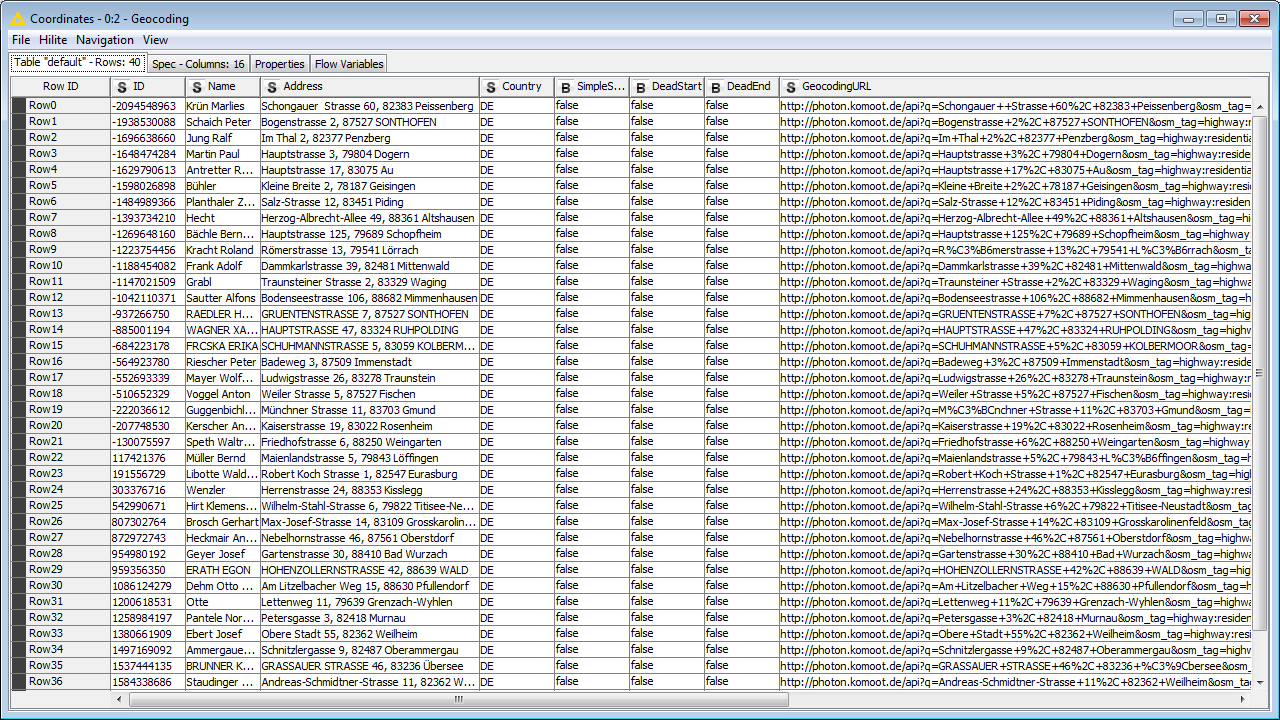 Coordinates - 0:2 - Geocoding
File Hilite Navigation View
Table "default" - Rows: 40 Spec - Columns: 16 Properties Flow Variables
Row ID S ID S Name S Address S Country B SimpleS... B DeadStart B DeadEnd S GeocodingURL
Row0 -2094548963 Krün Marlies Schongauer  Strasse 60, 82383 Peissenberg DE false false false http://photon.komoot.de/api?q=Schongauer++Strasse+60%2C+82383+Peissenberg&osm_tag=
Row1 -1938530088 Schaich Peter Bogenstrasse 2, 87527 SONTHOFEN DE false false false http://photon.komoot.de/api?q=Bogenstrasse+2%2C+87527+SONTHOFEN&osm_tag=highway:re
Row2 -1696638660 Jung Ralf Im Thal 2, 82377 Penzberg DE false false false http://photon.komoot.de/api?q=Im+Thal+2%2C+82377+Penzberg&osm_tag=highway:residentia
Row3 -1648474284 Martin Paul Hauptstrasse 3, 79804 Dogern DE false false false http://photon.komoot.de/api?q=Hauptstrasse+3%2C+79804+Dogern&osm_tag=highway:reside
Row4 -1629790613 Antretter R... Hauptstrasse 17, 83075 Au DE false false false http://photon.komoot.de/api?q=Hauptstrasse+17%2C+83075+Au&osm_tag=highway:residentia
Row5 -1598026898 Bühler Kleine Breite 2, 78187 Geisingen DE false false false http://photon.komoot.de/api?q=Kleine+Breite+2%2C+78187+Geisingen&osm_tag=highway:resi
Row6 -1484989366 Planthaler Z... Salz-Strasse 12, 83451 Piding DE false false false http://photon.komoot.de/api?q=Salz-Strasse+12%2C+83451+Piding&osm_tag=highway:reside
Row7 -1393734210 Hecht Herzog-Albrecht-Allee 49, 88361 Altshausen DE false false false http://photon.komoot.de/api?q=Herzog-Albrecht-Allee+49%2C+88361+Altshausen&osm_tag=h
Row8 -1269648160 Bächle Bern... Hauptstrasse 125, 79689 Schopfheim DE false false false http://photon.komoot.de/api?q=Hauptstrasse+125%2C+79689+Schopfheim&osm_tag=highwa
Row9 -1223754456 Kracht Roland Römerstrasse 13, 79541 Lörrach DE false false false http://photon.komoot.de/api?q=R%C3%B6merstrasse+13%2C+79541+L%C3%B6rrach&osm_ta
Row10 -1188454082 Frank Adolf Dammkarlstrasse 39, 82481 Mittenwald DE false false false http://photon.komoot.de/api?q=Dammkarlstrasse+39%2C+82481+Mittenwald&osm_tag=highw
Row11 -1147021509 Grabl Traunsteiner Strasse 2, 83329 Waging DE false false false http://photon.komoot.de/api?q=Traunsteiner+Strasse+2%2C+83329+Waging&osm_tag=highwa
Row12 -1042110371 Sautter Alfons Bodenseestrasse 106, 88682 Mimmenhausen DE false false false http://photon.komoot.de/api?q=Bodenseestrasse+106%2C+88682+Mimmenhausen&osm_tag=
Row13 -937266750 RAEDLER H... GRUENTENSTRASSE 7, 87527 SONTHOFEN DE false false false http://photon.komoot.de/api?q=GRUENTENSTRASSE+7%2C+87527+SONTHOFEN&osm_tag=hig
Row14 -885001194 WAGNER XA... HAUPTSTRASSE 47, 83324 RUHPOLDING DE false false false http://photon.komoot.de/api?q=HAUPTSTRASSE+47%2C+83324+RUHPOLDING&osm_tag=highw
Row15 -684223178 FRCSKA ERIKA SCHUHMANNSTRASSE 5, 83059 KOLBERM... DE false false false http://photon.komoot.de/api?q=SCHUHMANNSTRASSE+5%2C+83059+KOLBERMOOR&osm_tag=
Row16 -564923780 Riescher Peter Badeweg 3, 87509 Immenstadt DE false false false http://photon.komoot.de/api?q=Badeweg+3%2C+87509+Immenstadt&osm_tag=highway:resid
Row17 -552693339 Mayer Wolf... Ludwigstrasse 26, 83278 Traunstein DE false false false http://photon.komoot.de/api?q=Ludwigstrasse+26%2C+83278+Traunstein&osm_tag=highway:
Row18 -510652329 Voggel Anton Weiler Strasse 5, 87527 Fischen DE false false false http://photon.komoot.de/api?q=Weiler+Strasse+5%2C+87527+Fischen&osm_tag=highway:res
Row19 -222036612 Guggenbichl... Münchner Strasse 11, 83703 Gmund DE false false false http://photon.komoot.de/api?q=M%C3%BCnchner+Strasse+11%2C+83703+Gmund&osm_tag=
Row20 -207748530 Kerscher An... Kaiserstrasse 19, 83022 Rosenheim DE false false false http://photon.komoot.de/api?q=Kaiserstrasse+19%2C+83022+Rosenheim&osm_tag=highway:r
Row21 -130075597 Speth Waltr... Friedhofstrasse 6, 88250 Weingarten DE false false false http://photon.komoot.de/api?q=Friedhofstrasse+6%2C+88250+Weingarten&osm_tag=highway
Row22 117421376 Müller Bernd Maienlandstrasse 5, 79843 Löffingen DE false false false http://photon.komoot.de/api?q=Maienlandstrasse+5%2C+79843+L%C3%B6ffingen&osm_tag=hi
Row23 191556729 Libotte Wald... Robert Koch Strasse 1, 82547 Eurasburg DE false false false http://photon.komoot.de/api?q=Robert+Koch+Strasse+1%2C+82547+Eurasburg&osm_tag=hig
Row24 303376716 Wenzler Herrenstrasse 24, 88353 Kisslegg DE false false false http://photon.komoot.de/api?q=Herrenstrasse+24%2C+88353+Kisslegg&osm_tag=highway:res
Row25 542990671 Hirt Klemens... Wilhelm-Stahl-Strasse 6, 79822 Titisee-Ne... DE false false false http://photon.komoot.de/api?q=Wilhelm-Stahl-Strasse+6%2C+79822+Titisee-Neustadt&osm_ta
Row26 807302764 Brosch Gerhart Max-Josef-Strasse 14, 83109 Grosskarolin... DE false false false http://photon.komoot.de/api?q=Max-Josef-Strasse+14%2C+83109+Grosskarolinenfeld&osm_ta
Row27 872972743 Heckmair An... Nebelhornstrasse 46, 87561 Oberstdorf DE false false false http://photon.komoot.de/api?q=Nebelhornstrasse+46%2C+87561+Oberstdorf&osm_tag=highw
Row28 954980192 Geyer Josef Gartenstrasse 30, 88410 Bad Wurzach DE false false false http://photon.komoot.de/api?q=Gartenstrasse+30%2C+88410+Bad+Wurzach&osm_tag=highw
Row29 959356350 ERATH EGON HOHENZOLLERNSTRASSE 42, 88639 WALD DE false false false http://photon.komoot.de/api?q=HOHENZOLLERNSTRASSE+42%2C+88639+WALD&osm_tag=hig
Row30 1086124279 Dehm Otto ... Am Litzelbacher Weg 15, 88630 Pfullendorf DE false false false http://photon.komoot.de/api?q=Am+Litzelbacher+Weg+15%2C+88630+Pfullendorf&osm_tag=hi
Row31 1200618531 Otte Lettenweg 11, 79639 Grenzach-Wyhlen DE false false false http://photon.komoot.de/api?q=Lettenweg+11%2C+79639+Grenzach-Wyhlen&osm_tag=highwa
Row32 1258984197 Pantele Nor... Petersgasse 3, 82418 Murnau DE false false false http://photon.komoot.de/api?q=Petersgasse+3%2C+82418+Murnau&osm_tag=highway:residen
Row33 1380661909 Ebert Josef Obere Stadt 55, 82362 Weilheim DE false false false http://photon.komoot.de/api?q=Obere+Stadt+55%2C+82362+Weilheim&osm_tag=highway:resi
Row34 1497169092 Ammergaue... Schnitzlergasse 9, 82487 Oberammergau DE false false false http://photon.komoot.de/api?q=Schnitzlergasse+9%2C+82487+Oberammergau&osm_tag=high
Row35 1537444135 BRUNNER K... GRASSAUER STRASSE 46, 83236 Übersee DE false false false http://photon.komoot.de/api?q=GRASSAUER+STRASSE+46%2C+83236+%C3%9Cbersee&osm_t
Row36 1584338686 Staudinger ... Andreas-Schmidtner-Strasse 11, 82362 W... DE false false false http://photon.komoot.de/api?q=Andreas-Schmidtner-Strasse+11%2C+82362+Weilheim&osm_ta